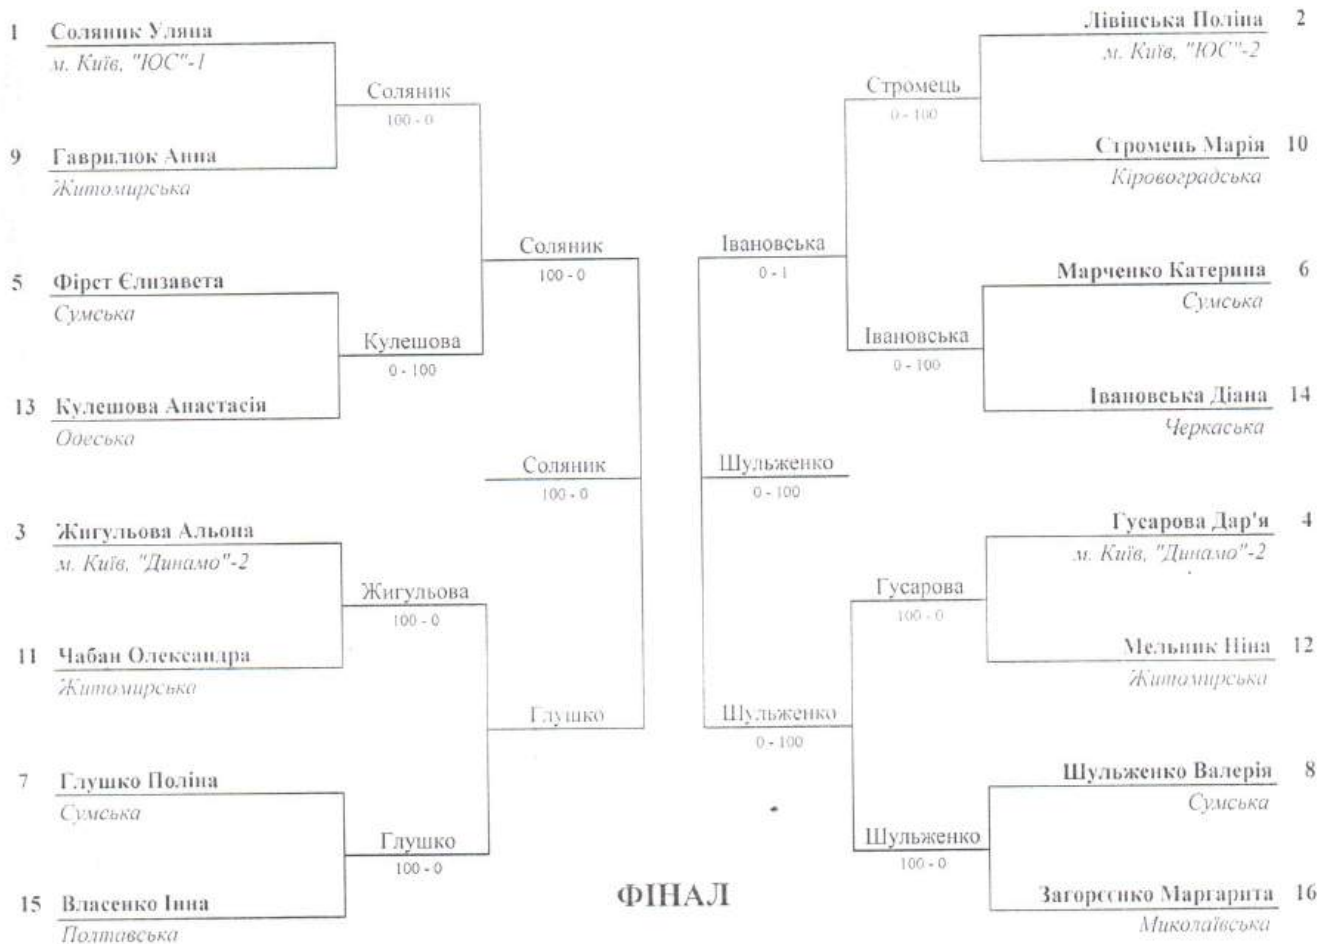 1 Соляник Уляна
м. Київ, "ЮС"-1
Соляник
100 - 0
9 Гаврилюк Анна
Житомирська
Соляник
100 - 0
5 Фірст Єлизавета
Сумська
Кулешова
0 - 100
13 Кулешова Анастасія
Одеська
Соляник
100 - 0
3 Жигульова Альона
м. Київ, "Динамо"-2
Жигульова
100 - 0
11 Чабан Олександра
Житомирська
Глушко
7 Глушко Поліна
Сумська
Глушко
100 - 0
15 Власенко Інна
Полтавська
Лівінська Поліна 2
м. Київ, "ЮС"-2
Стромець
0 - 100
Стромець Марія 10
Кіровоградська
Івановська
0 - 1
Марченко Катерина 6
Сумська
Івановська
0 - 100
Івановська Діана 14
Черкаська
Шульженко
0 - 100
Гусарова Дар'я 4
м. Київ, "Динамо"-2
Гусарова
100 - 0
Мельник Ніна 12
Житомирська
Шульженко
0 - 100
Шульженко Валерія 8
Сумська
Шульженко
100 - 0
Загорєєнко Маргарита 16
Миколаївська
ФІНАЛ